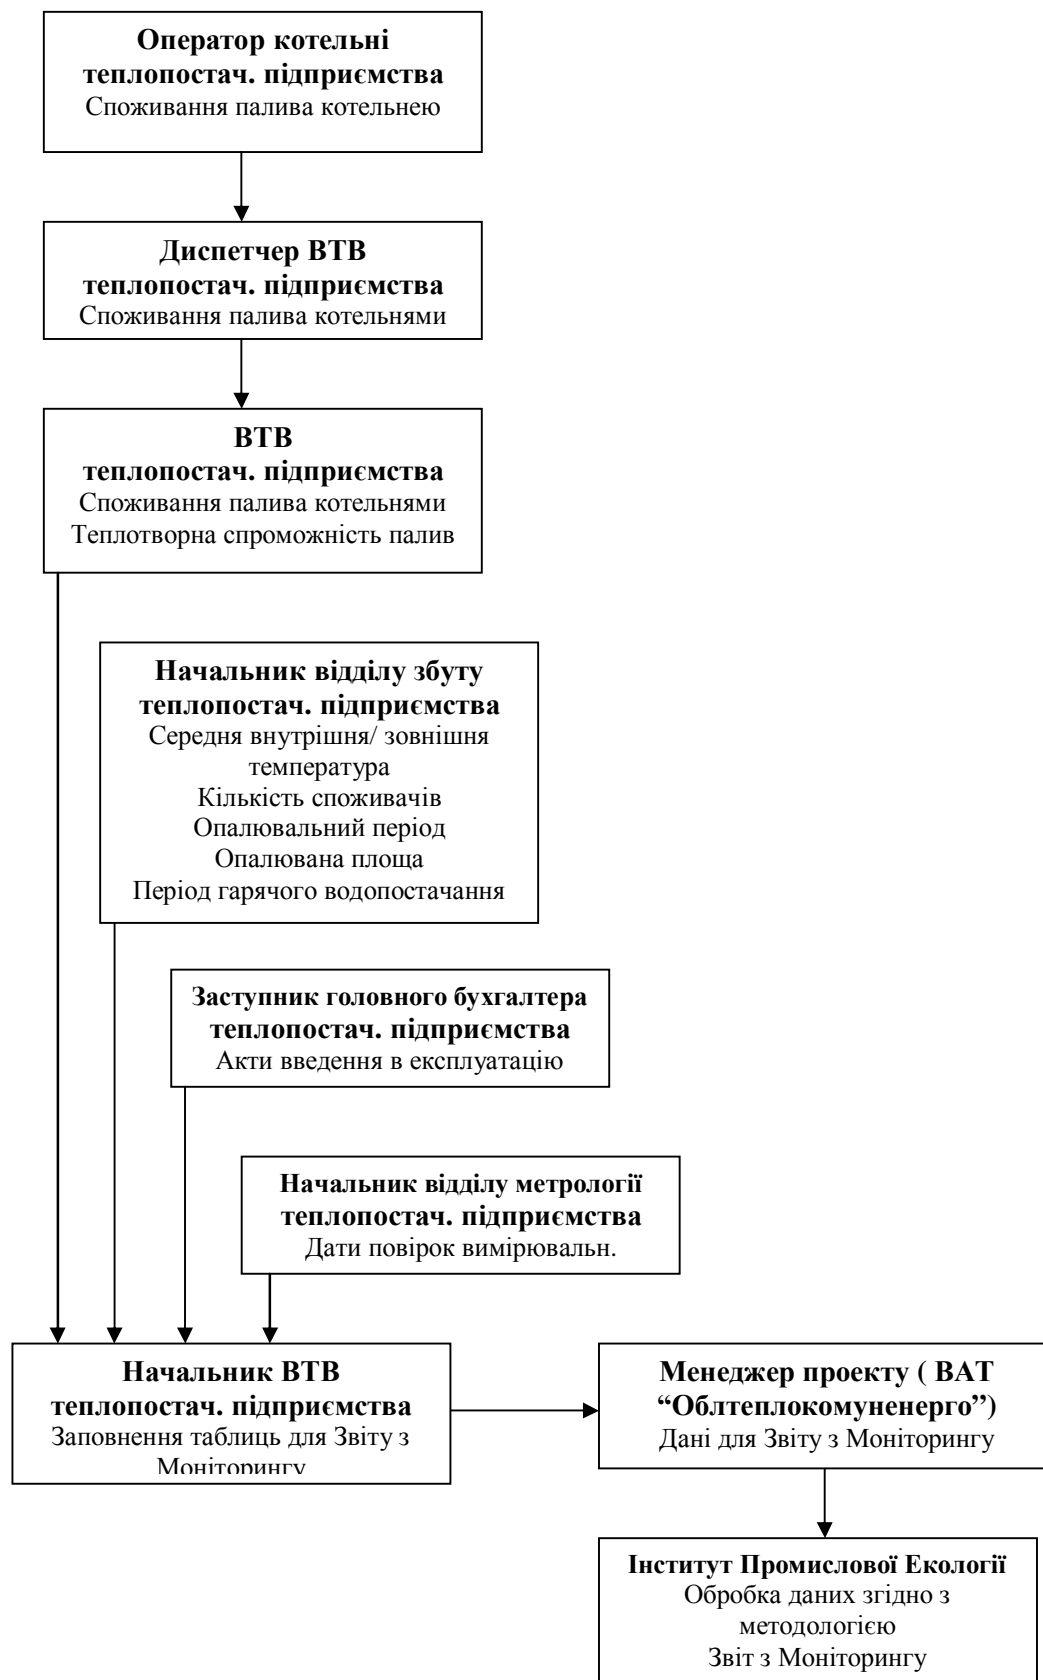 Оператор котельні
теплопостач. підприємства
Споживання палива котельнею
Диспетчер ВТВ
теплопостач. підприємства
Споживання палива котельнями
ВТВ
теплопостач. підприємства
Споживання палива котельнями
Теплотворна спроможність палив
Начальник відділу збуту
теплопостач. підприємства
Середня внутрішня/ зовнішня
температура
Кількість споживачів
Опалювальний період
Опалювана площа
Період гарячого водопостачання
Заступник головного бухгалтера
теплопостач. підприємства
Акти введення в експлуатацію
Начальник відділу метрології
теплопостач. підприємства
Дати повірок вимірювальн.
Начальник ВТВ
теплопостач. підприємства
Заповнення таблиць для Звіту з
Моніторингу
Менеджер проекту ( ВАТ
“Облтеплокомуненерго”)
Дані для Звіту з Моніторингу
Інститут Промислової Екології
Обробка даних згідно з
методологією
Звіт з Моніторингу